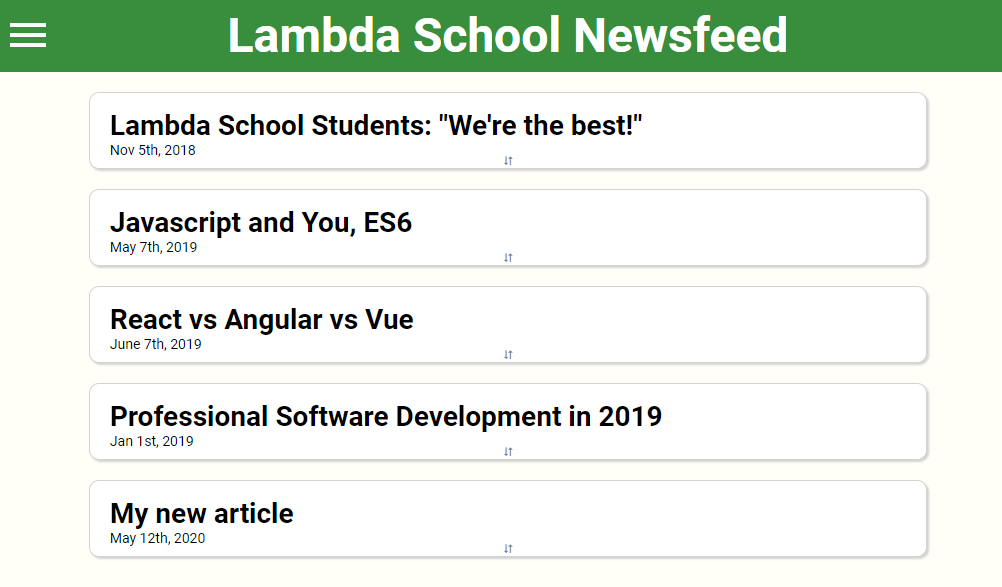 Lambda School Newsfeed
Lambda School Students: "We're the best!"
Nov 5th, 2018
Javascript and You, ES6
May 7th, 2019
React vs Angular vs Vue
June 7th, 2019
Professional Software Development in 2019
Jan 1st, 2019
My new article
May 12th, 2020